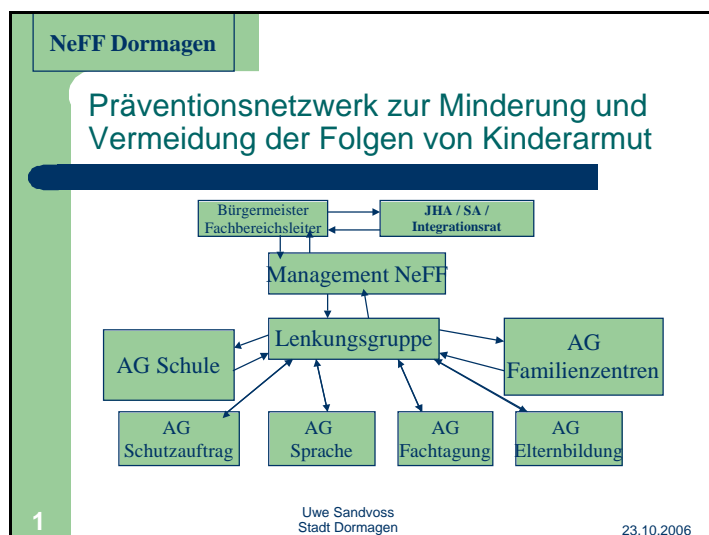 NeFF Dormagen
Präventionsnetzwerk zur Minderung und
Vermeidung der Folgen von Kinderarmut
Bürgermeister
Fachbereichsleiter
JHA / SA /
Integrationsrat
Management NeFF
Lenkungsgruppe
AG Schule
AG
Familienzentren
AG
Schutzauftrag
AG
Sprache
AG
Fachtagung
AG
Elternbildung
1
Uwe Sandvoss
Stadt Dormagen
23.10.2006